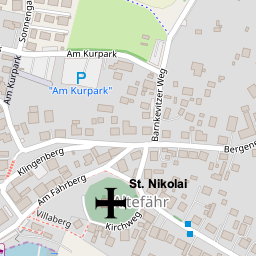 Sonnenga
Am Kurpark
Am Kurpark
P
"Am Kurpark"
Barnkevitzer Weg
Klingenberg
Bergene
Am Fährberg
St. Nikolai
Altefähr
Villaberg
Kirchweg